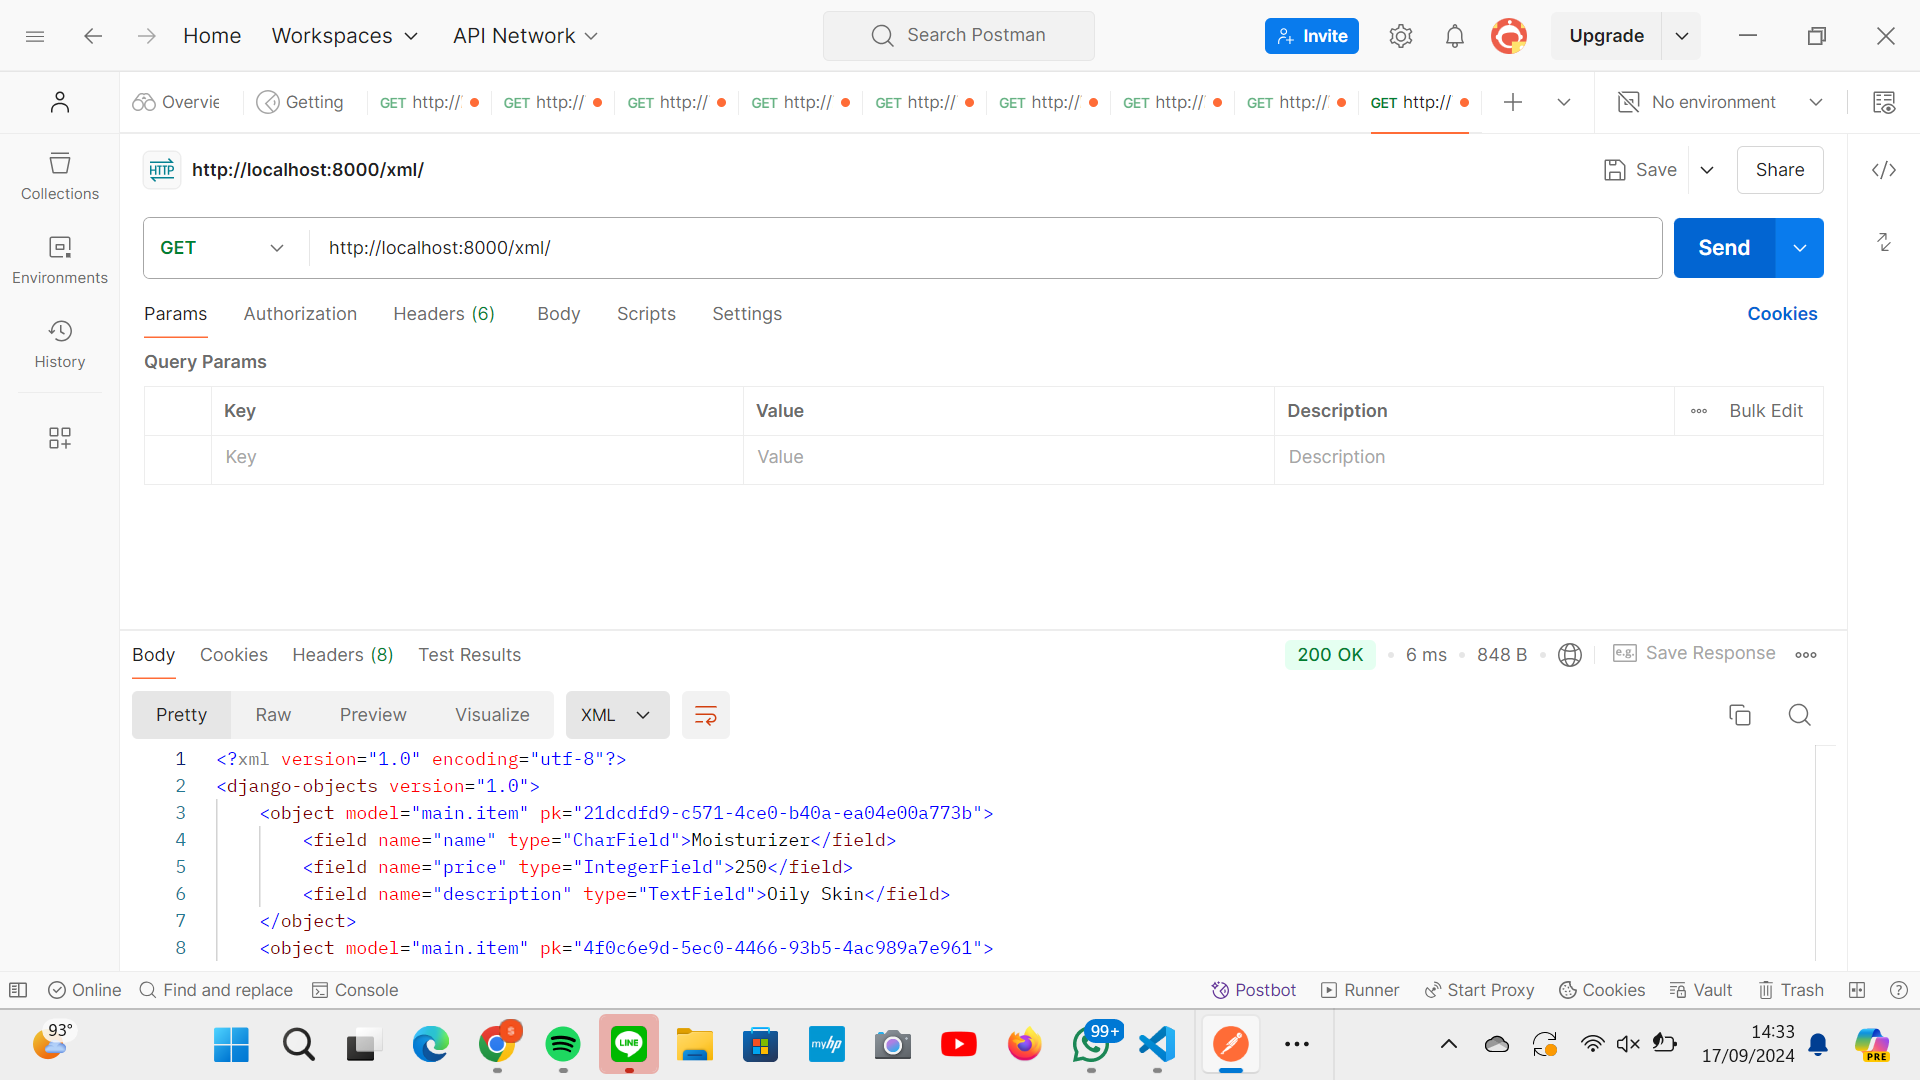 Home Workspaces API Network Search Postman Invite Upgrade
Overvie Getting GET http:// GET http:// GET http:// GET http:// GET http:// GET http:// GET http:// GET http:// GET http:// No environment
HTTP http://localhost:8000/xml/ Save Share
Collections
GET http://localhost:8000/xml/ Send
Environments
Params Authorization Headers (6) Body Scripts Settings Cookies
History
Query Params
Key Value Description Bulk Edit
Key Value Description
Body Cookies Headers (8) Test Results 200 OK 6 ms 848 B e.g. Save Response
Pretty Raw Preview Visualize XML
1 <?xml version="1.0" encoding="utf-8"?>
2 <django-objects version="1.0">
3 <object model="main.item" pk="21dcdfd9-c571-4ce0-b40a-ea04e00a773b">
4 <field name="name" type="CharField">Moisturizer</field>
5 <field name="price" type="IntegerField">250</field>
6 <field name="description" type="TextField">Oily Skin</field>
7 </object>
8 <object model="main.item" pk="4f0c6e9d-5ec0-4466-93b5-4ac989a7e961">
Online Find and replace Console Postbot Runner Start Proxy Cookies Vault Trash
93° S LINE myhp 99+ 14:33
17/09/2024 PRE